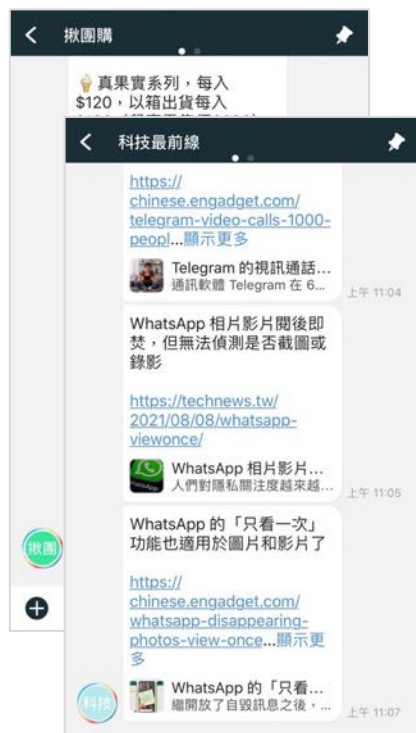 揪團購
真果實系列,每入
$120,以箱出貨每入
科技最前線
https://
chinese.engadget.com/
telegram-video-calls-1000-
peopl...顯示更多
Telegram 的視訊通話...
通訊軟體 Telegram 在 6...
上午 11:04
WhatsApp 相片影片閱後即
焚,但無法偵測是否截圖或
錄影
https://technews.tw/
2021/08/08/whatsapp-
viewonce/
WhatsApp 相片影片...
人們對隱私關注度越來越...
上午 11:05
WhatsApp 的「只看一次」
功能也適用於圖片和影片了
https://
chinese.engadget.com/
whatsapp-disappearing-
photos-view-once...顯示更
多
WhatsApp 的「只看...
繼開放了自毀訊息之後,...
上午 11:07
揪團
科技